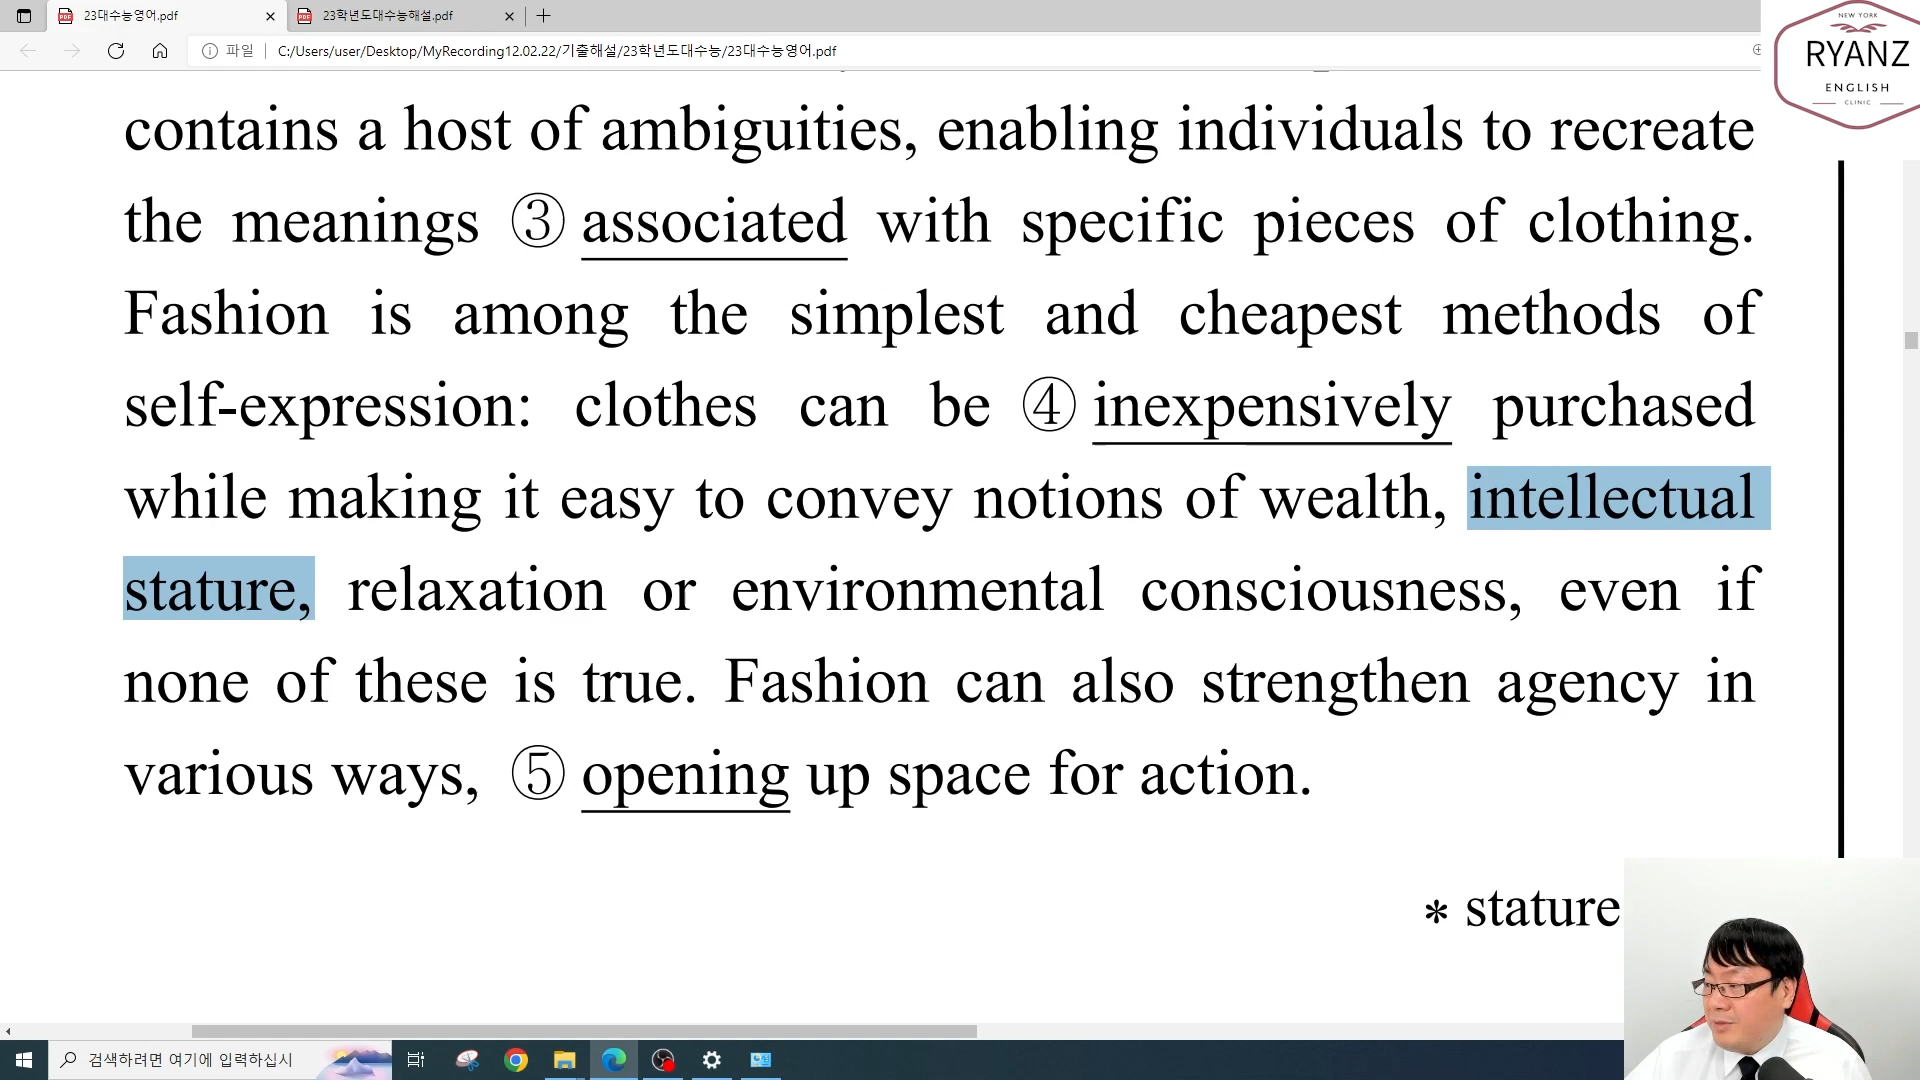 23대수능영어.pdf
23학년도대수능해설.pdf
파일
C:/Users/user/Desktop/MyRecording12.02.22/기출해설/23학년도대수능/23대수능영어.pdf
NEW YORK
RYANZ
ENGLISH
CLINIC
contains a host of ambiguities, enabling individuals to recreate
the meanings ③ associated with specific pieces of clothing.
Fashion is among the simplest and cheapest methods of
self-expression: clothes can be ④ inexpensively purchased
while making it easy to convey notions of wealth, intellectual
stature, relaxation or environmental consciousness, even if
none of these is true. Fashion can also strengthen agency in
various ways, ⑤ opening up space for action.
* stature
검색하려면 여기에 입력하십시